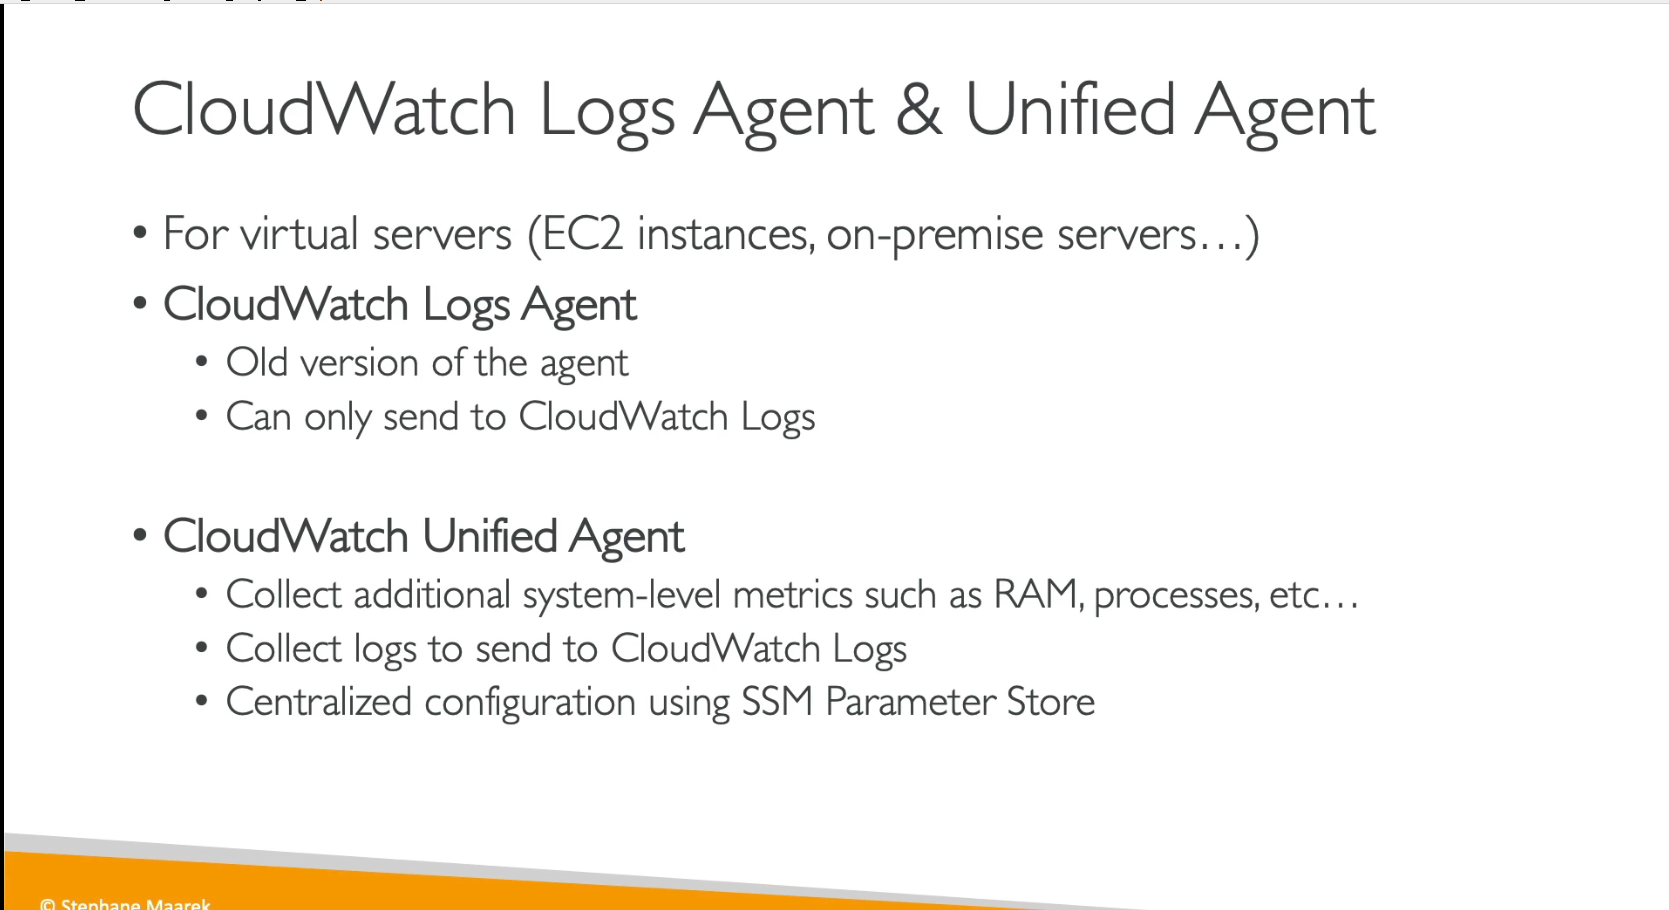 CloudWatch Logs Agent & Unified Agent
• For virtual servers (EC2 instances, on-premise servers…)
• CloudWatch Logs Agent
• Old version of the agent
• Can only send to CloudWatch Logs
• CloudWatch Unified Agent
• Collect additional system-level metrics such as RAM, processes, etc…
• Collect logs to send to CloudWatch Logs
• Centralized configuration using SSM Parameter Store
© Stephane Maarek